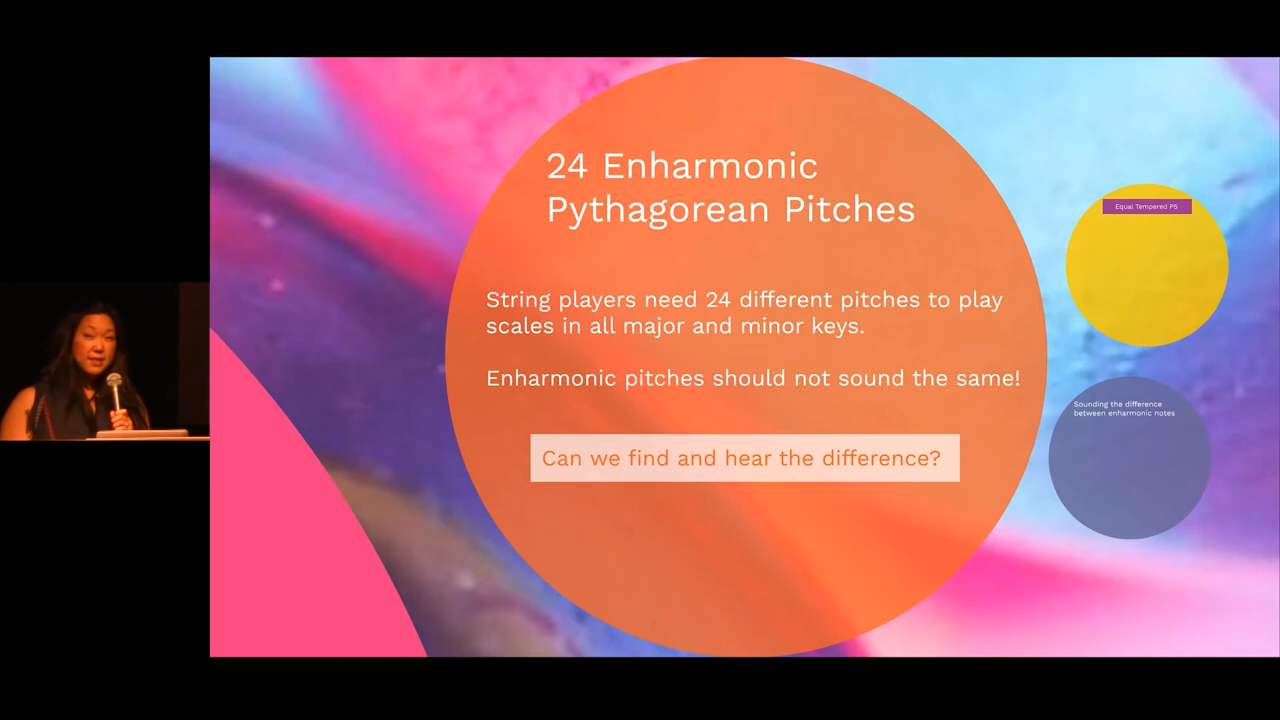 24 Enharmonic
Pythagorean Pitches
String players need 24 different pitches to play
scales in all major and minor keys.
Enharmonic pitches should not sound the same!
Can we find and hear the difference?
Equal Tempered P5
Sounding the difference
between enharmonic notes